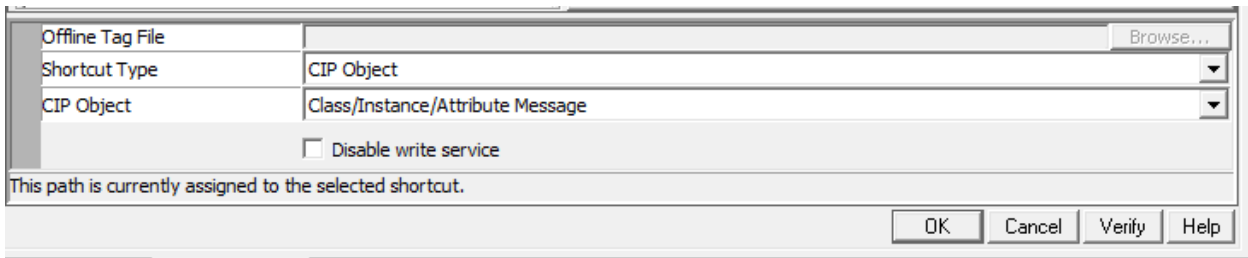 Offline Tag File Browse...
Shortcut Type CIP Object
CIP Object Class/Instance/Attribute Message
Disable write service
This path is currently assigned to the selected shortcut.
OK Cancel Verify Help